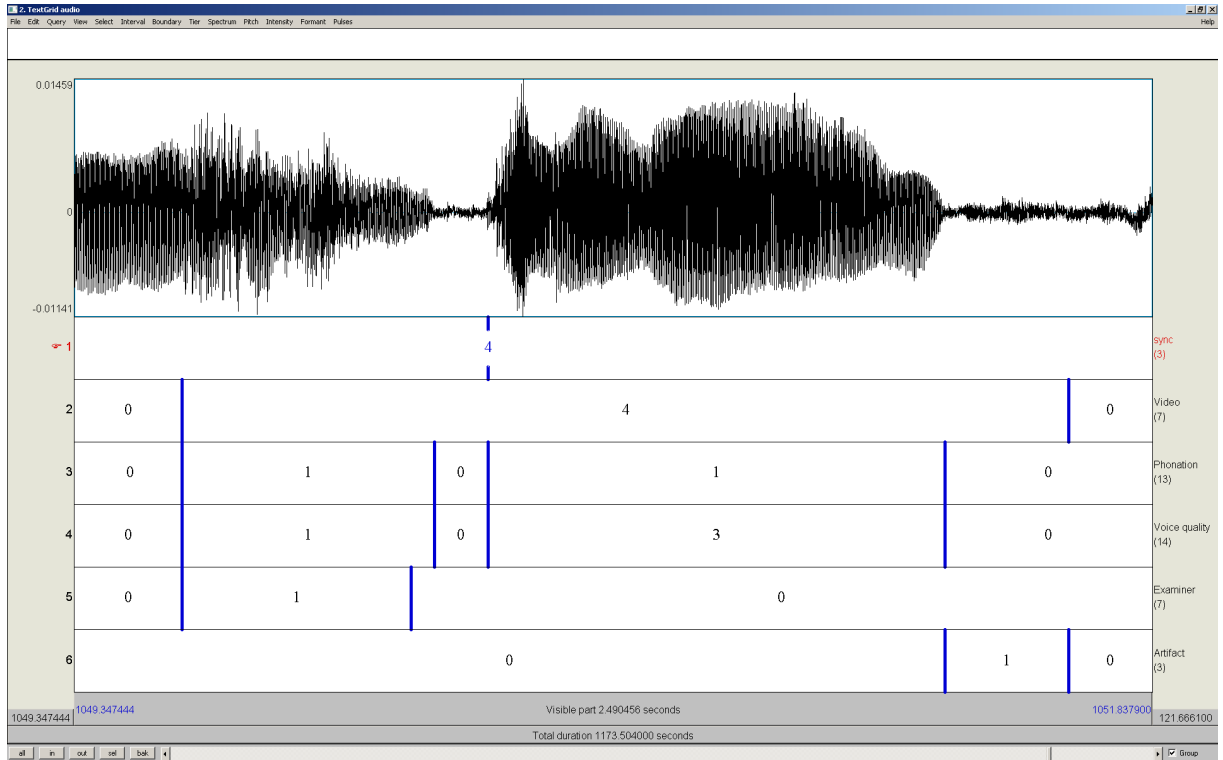 2. TextGrid audio
File Edit Query View Select Interval Boundary Tier Spectrum Pitch Intensity Formant Pulses Help
0.01459
0
-0.01141
1 4 sync
(3)
2 0 4 0 Video
(7)
3 0 1 0 1 0 Phonation
(13)
4 0 1 0 3 0 Voice quality
(14)
5 0 1 0 Examiner
(7)
6 0 1 0 Artifact
(3)
1049.347444 1049.347444 Visible part 2.490456 seconds 1051.837900 121.666100
Total duration 1173.504000 seconds
all in out sel bak Group